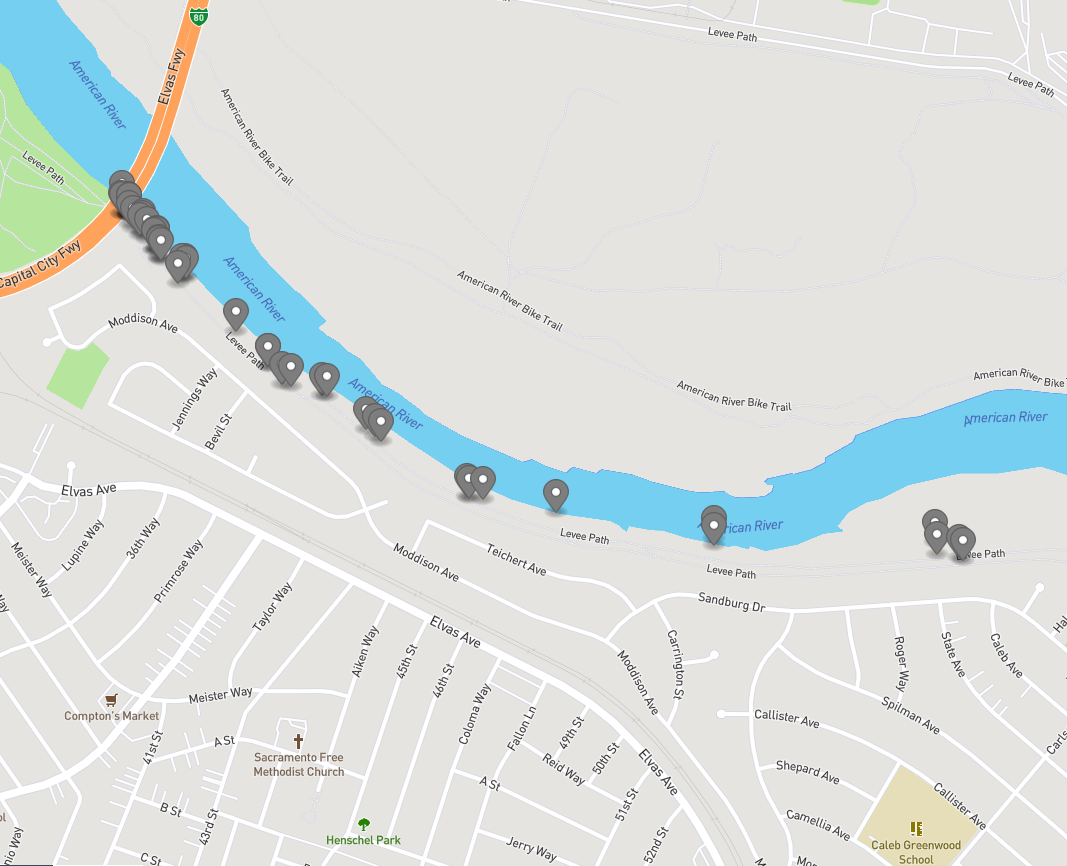 80
Levee Path
Elvas Fwy
American River
Levee Path
American River Bike Trail
Levee Path
Capital City Fwy
American River
American River Bike Trail
Moddison Ave
Levee Path
American River Bike
American River Bike Trail
Jennings Way
American River
American River
Bevil St
Elvas Ave
American River
Levee Path
Levee Path
Levee Path
Lupine Way
36th Way
Meister Way
Primrose Way
Moddison Ave
Teichert Ave
Sandburg Dr
Taylor Way
Elvas Ave
Aiken Way
45th St
46th St
Carrington St
Roger Way
State Ave
Caleb Ave
Moddison Ave
Meister Way
Compton's Market
Coloma Way
Fallon Ln
49th St
50th St
Callister Ave
Spilman Ave
41st St
A St
Sacramento Free
Methodist Church
Reid Way
Elvas Ave
A St
Shepard Ave
Callister Ave
B St
43rd St
51st St
Camellia Ave
Henschel Park
Jerry Way
52nd St
Caleb Greenwood
School
C St